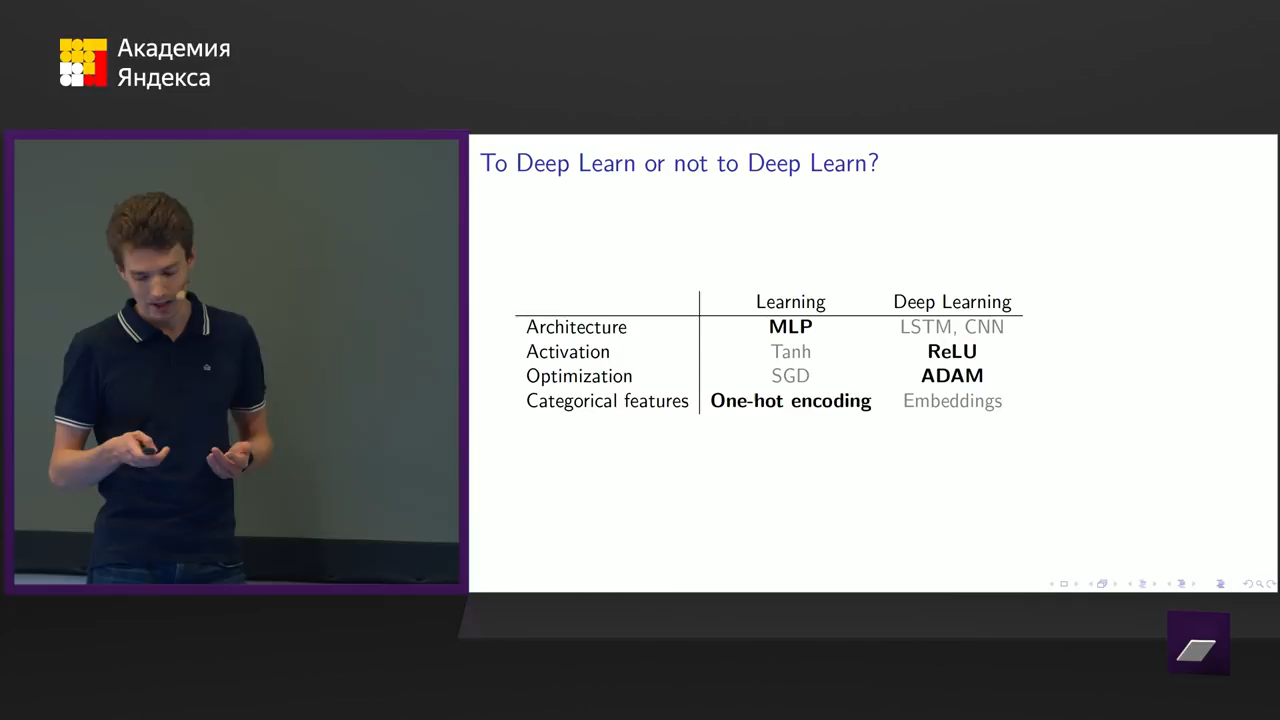 Академия
Яндекса
To Deep Learn or not to Deep Learn?
Learning Deep Learning
Architecture MLP LSTM, CNN
Activation Tanh ReLU
Optimization SGD ADAM
Categorical features One-hot encoding Embeddings